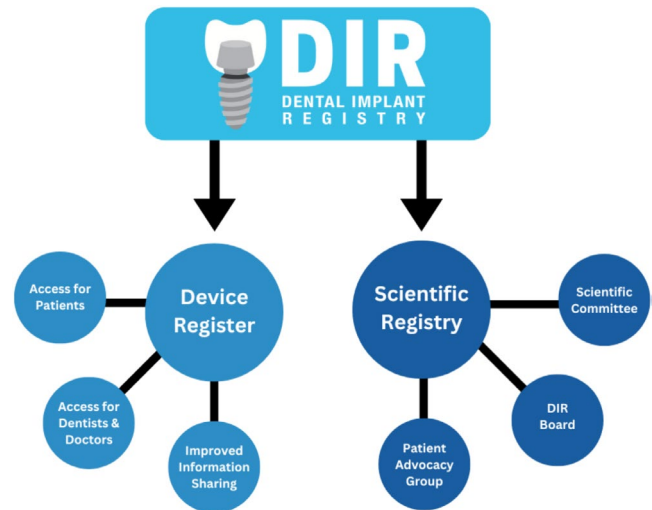 DIR
DENTAL IMPLANT
REGISTRY
Device
Register
Access for
Patients
Access for
Dentists &
Doctors
Improved
Information
Sharing
Scientific
Registry
Scientific
Committee
DIR
Board
Patient
Advocacy
Group